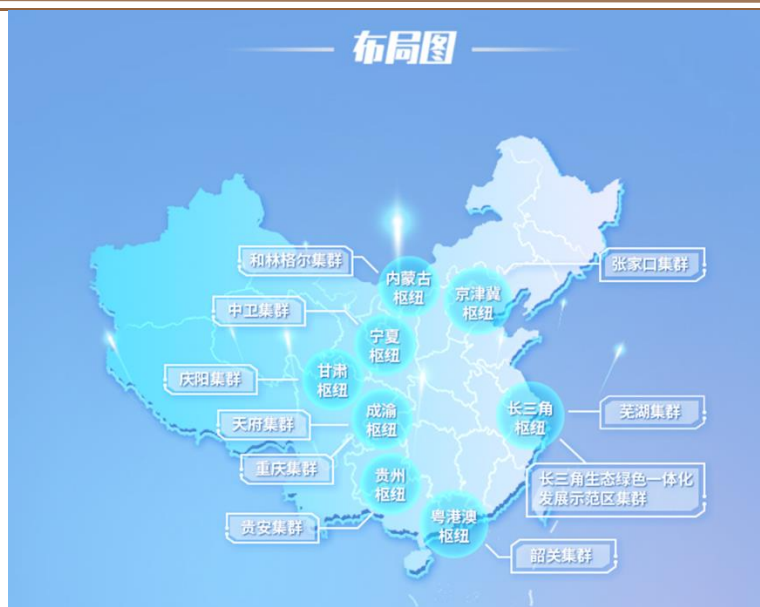 布局图
和林格尔集群
内蒙古
枢纽
京津冀
枢纽
张家口集群
中卫集群
宁夏
枢纽
庆阳集群
甘肃
枢纽
天府集群
成渝
枢纽
长三角
枢纽
芜湖集群
重庆集群
贵州
枢纽
长三角生态绿色一体化
发展示范区集群
贵安集群
粤港澳
枢纽
韶关集群